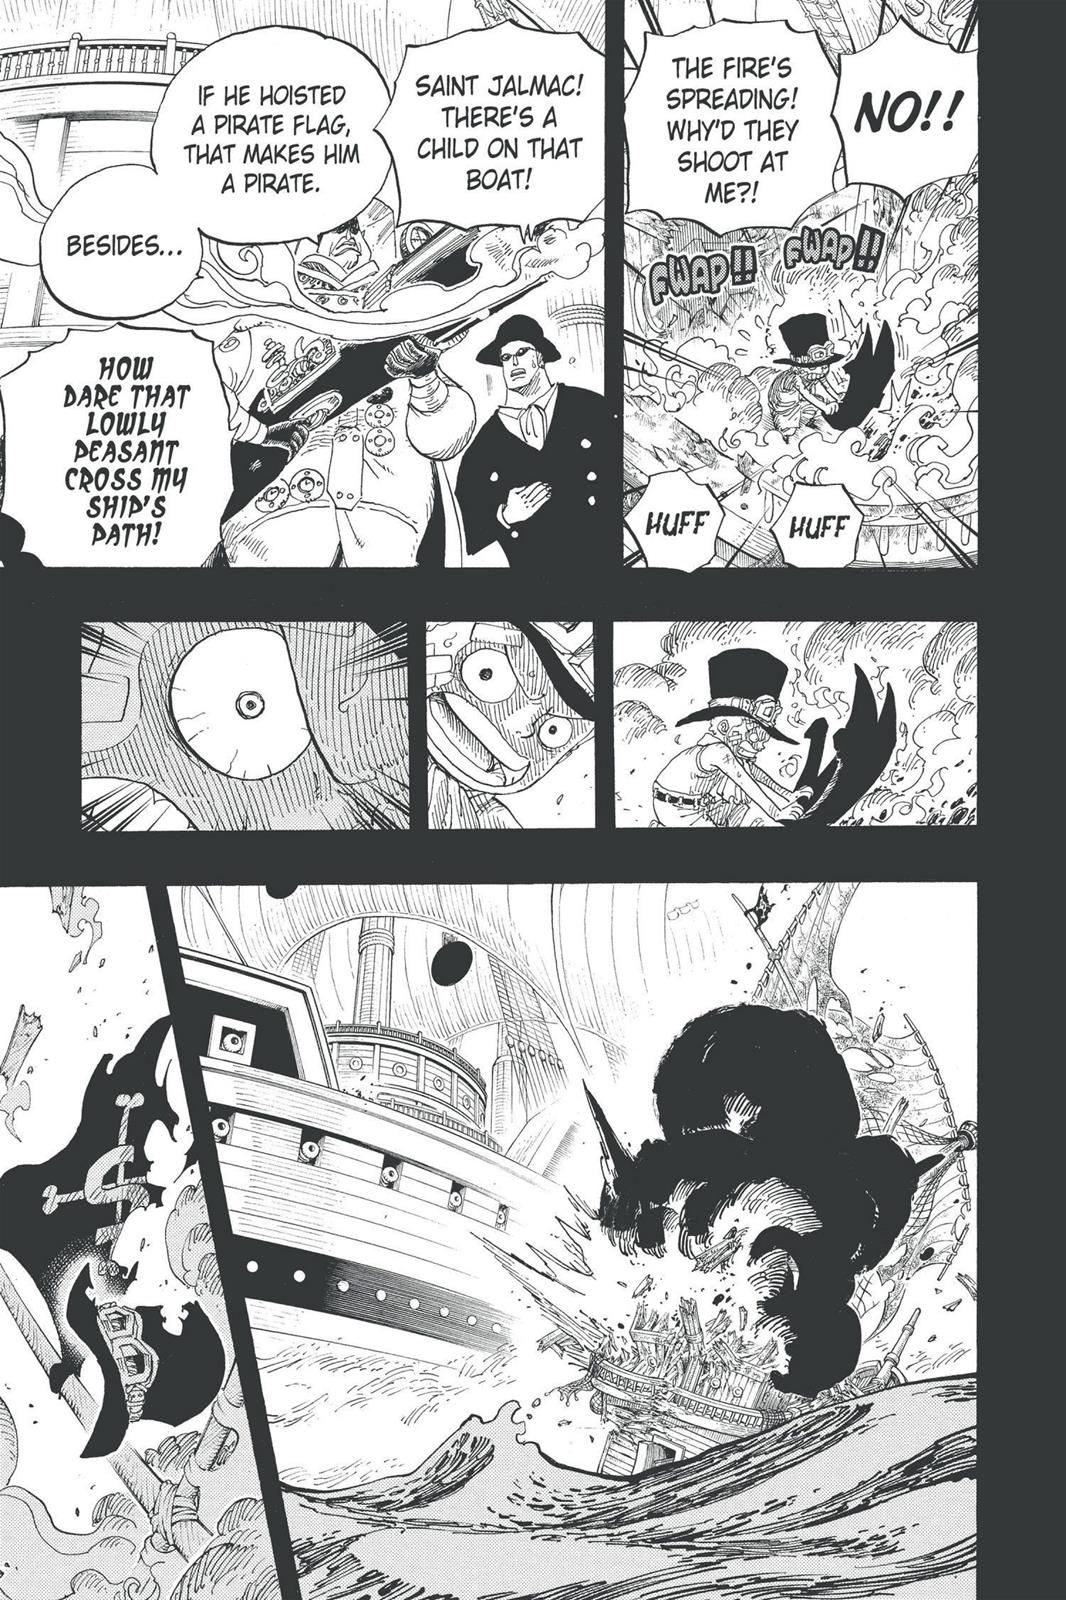 NO!!
THE FIRE'S
SPREADING!
WHY'D THEY
SHOOT AT
ME?!
FWAP!!
FWAP!!
HUFF
HUFF
SAINT JALMAC!
THERE'S A
CHILD ON THAT
BOAT!
IF HE HOISTED
A PIRATE FLAG,
THAT MAKES HIM
A PIRATE.
BESIDES...
HOW
DARE THAT
LOWLY
PEASANT
CROSS MY
SHIP'S
PATH!
S